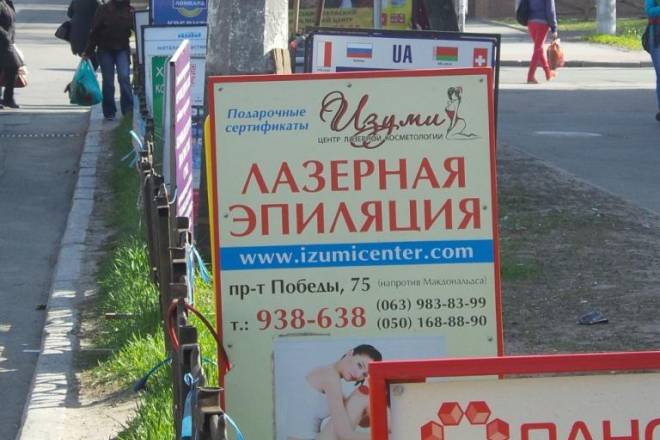 ЛОМБАРД
UA
Подарочные
сертификаты
Изуми
ЦЕНТР ЛАЗЕРНОЙ КОСМЕТОЛОГИИ
ЛАЗЕРНАЯ
ЭПИЛЯЦИЯ
www.izumicenter.com
пр-т Победы, 75 (напротив Макдональдса)
(063) 983-83-99
т.: 938-638 (050) 168-88-90